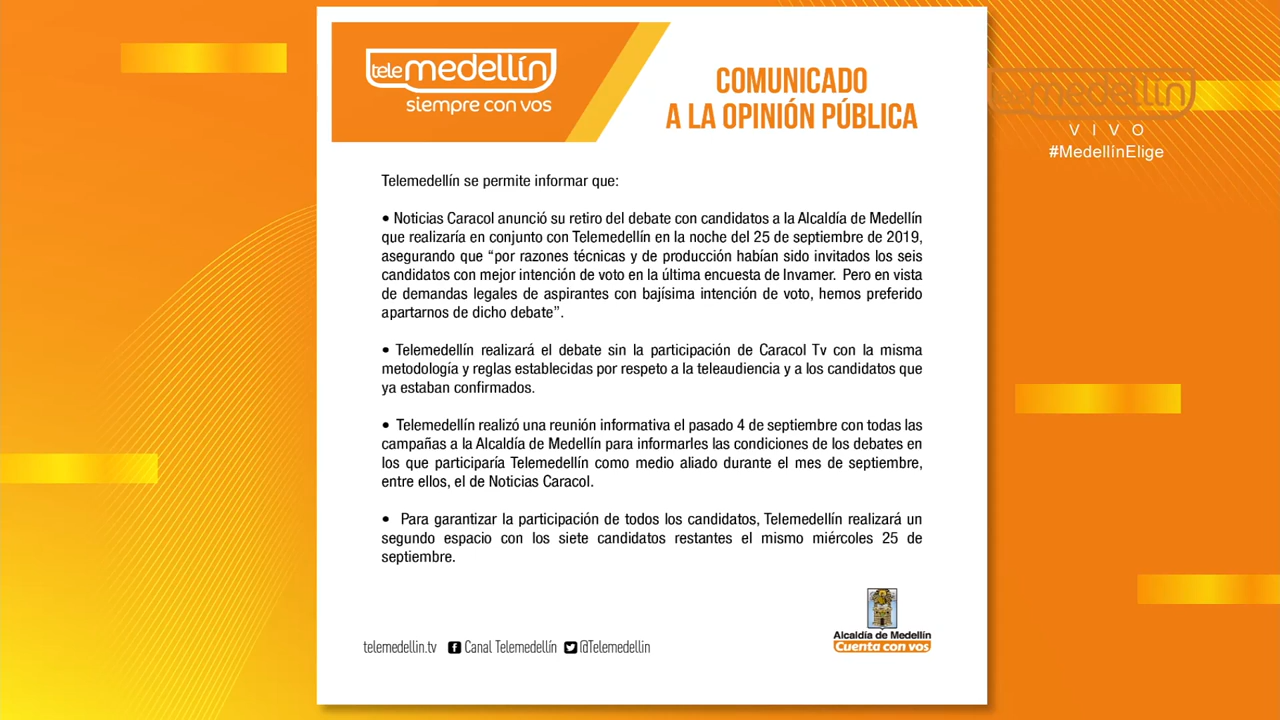 tele medellín
siempre con vos
COMUNICADO
A LA OPINIÓN PÚBLICA
tele medellín
VIVO
#MedellínElige
Telemedellín se permite informar que:
• Noticias Caracol anunció su retiro del debate con candidatos a la Alcaldía de Medellín
que realizaría en conjunto con Telemedellín en la noche del 25 de septiembre de 2019,
asegurando que “por razones técnicas y de producción habían sido invitados los seis
candidatos con mejor intención de voto en la última encuesta de Invamer. Pero en vista
de demandas legales de aspirantes con bajísima intención de voto, hemos preferido
apartarnos de dicho debate”.
• Telemedellín realizará el debate sin la participación de Caracol Tv con la misma
metodología y reglas establecidas por respeto a la teleaudiencia y a los candidatos que
ya estaban confirmados.
• Telemedellín realizó una reunión informativa el pasado 4 de septiembre con todas las
campañas a la Alcaldía de Medellín para informarles las condiciones de los debates en
los que participaría Telemedellín como medio aliado durante el mes de septiembre,
entre ellos, el de Noticias Caracol.
• Para garantizar la participación de todos los candidatos, Telemedellín realizará un
segundo espacio con los siete candidatos restantes el mismo miércoles 25 de
septiembre.
telemedellin.tv Canal Telemedellín @Telemedellin
Alcaldía de Medellín
Cuenta con vos